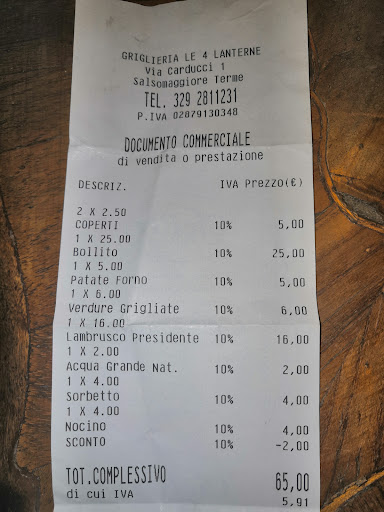 GRIGLIERIA LE 4 LANTERNE
Via Carducci 1
Salsomaggiore Terme
TEL. 329 2811231
P.IVA 02879130348
DOCUMENTO COMMERCIALE
di vendita o prestazione
DESCRIZ. IVA Prezzo(€)
2 X 2.50
COPERTI 10% 5,00
1 X 25.00
Bollito 10% 25,00
1 X 5.00
Patate Forno 10% 5,00
1 X 6.00
Verdure Grigliate 10% 6,00
1 X 16.00
Lambrusco Presidente 10% 16,00
1 X 2.00
Acqua Grande Nat. 10% 2,00
1 X 4.00
Sorbetto 10% 4,00
1 X 4.00
Nocino 10% 4,00
SCONTO 10% -2,00
TOT.COMPLESSIVO 65,00
di cui IVA 5,91